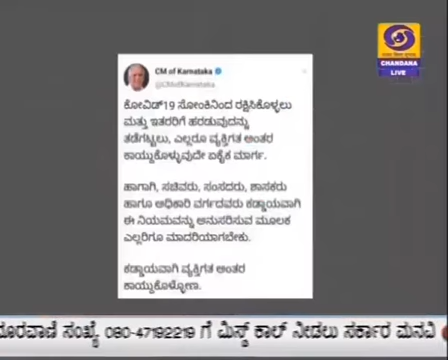 CHANDANA
LIVE
CM of Karnataka
@CMofKarnataka
ಕೋವಿಡ್19 ಸೋಂಕಿನಿಂದ ರಕ್ಷಿಸಿಕೊಳ್ಳಲು
ಮತ್ತು ಇತರರಿಗೆ ಹರಡುವುದನ್ನು
ತಡೆಗಟ್ಟಲು, ಎಲ್ಲರೂ ವ್ಯಕ್ತಿಗತ ಅಂತರ
ಕಾಯ್ದುಕೊಳ್ಳುವುದೇ ಏಕೈಕ ಮಾರ್ಗ.
ಹಾಗಾಗಿ, ಸಚಿವರು, ಸಂಸದರು, ಶಾಸಕರು
ಹಾಗೂ ಅಧಿಕಾರಿ ವರ್ಗದವರು ಕಡ್ಡಾಯವಾಗಿ
ಈ ನಿಯಮವನ್ನು ಅನುಸರಿಸುವ ಮೂಲಕ
ಎಲ್ಲರಿಗೂ ಮಾದರಿಯಾಗಬೇಕು.
ಕಡ್ಡಾಯವಾಗಿ ವ್ಯಕ್ತಿಗತ ಅಂತರ
ಕಾಯ್ದುಕೊಳ್ಳೋಣ.
ದೂರವಾಣಿ ಸಂಖ್ಯೆ 080-47192219 ಗೆ ಮಿಸ್ಡ್ ಕಾಲ್ ನೀಡಲು ಸರ್ಕಾರ ಮನವಿ